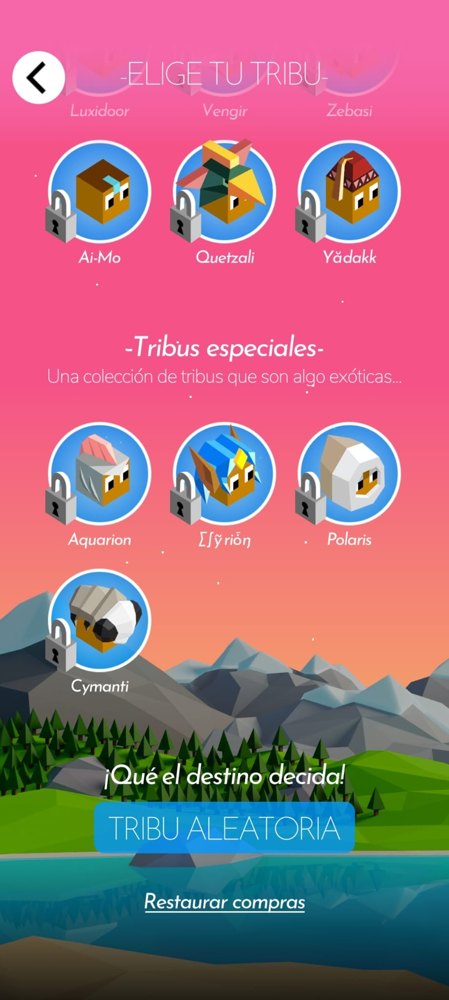 -ELIGE TU TRIBU-
Luxidoor Vengir Zebasi
Ai-Mo Quetzali Yădakk
-Tribus especiales-
Una colección de tribus que son algo exóticas...
Aquarion ∑∫ỹriȱŋ Polaris
Cymanti
¡Qué el destino decida!
TRIBU ALEATORIA
Restaurar compras